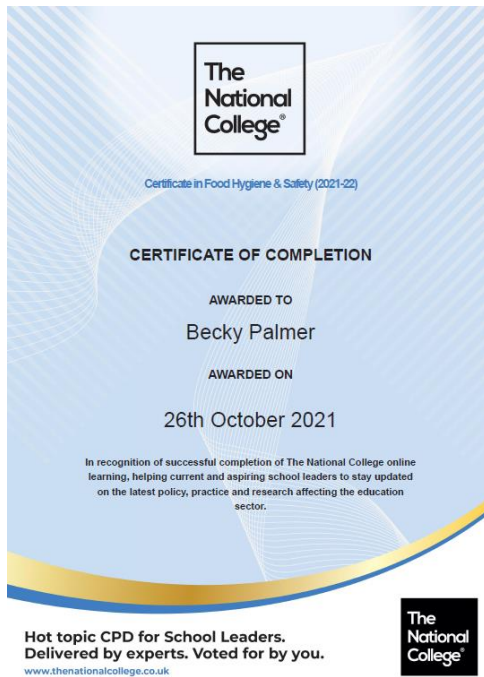 The
National
College®
Certificate in Food Hygiene & Safety (2021-22)
CERTIFICATE OF COMPLETION
AWARDED TO
Becky Palmer
AWARDED ON
26th October 2021
In recognition of successful completion of The National College online
learning, helping current and aspiring school leaders to stay updated
on the latest policy, practice and research affecting the education
sector.
Hot topic CPD for School Leaders.
Delivered by experts. Voted for by you.
www.thenationalcollege.co.uk
The
National
College®